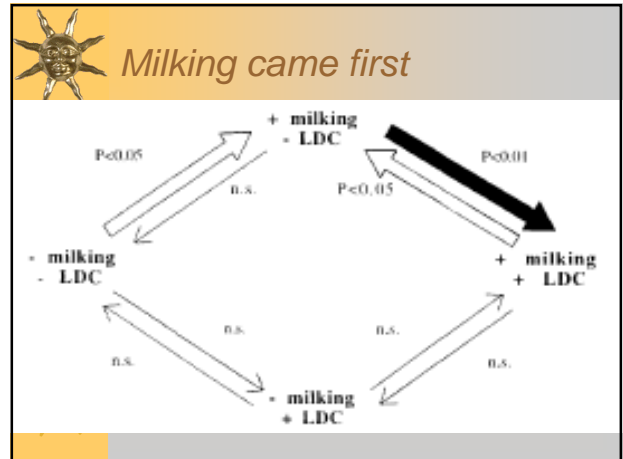 Milking came first
+ milking
- LDC
P<0.05
P<0.01
n.s.
P<0.05
- milking
- LDC
+ milking
+ LDC
n.s.
n.s.
n.s.
n.s.
- milking
+ LDC